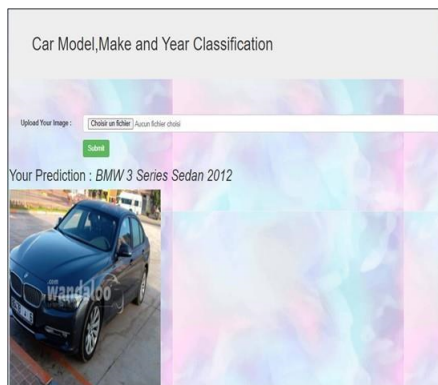 Car Model,Make and Year Classification
Upload Your Image : Choisir un fichier Aucun fichier choisi
Submit
Your Prediction : BMW 3 Series Sedan 2012
.com
wandaloo